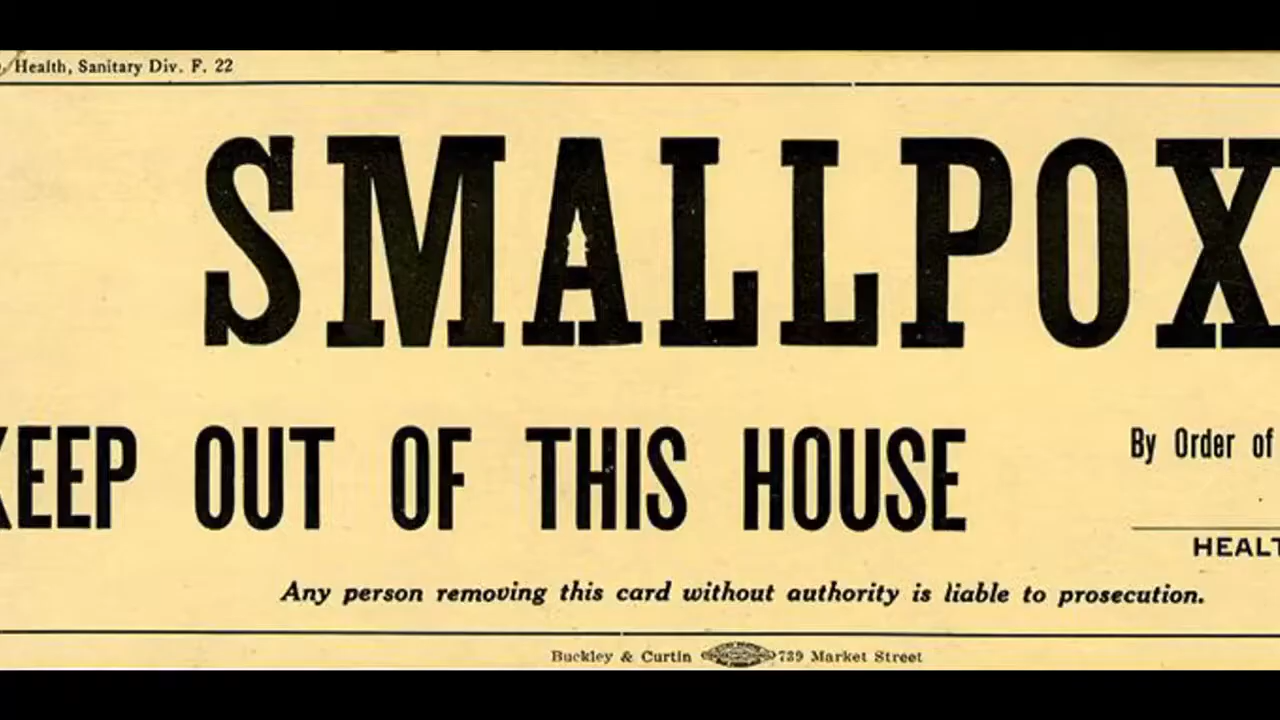 Health, Sanitary Div. F. 22
SMALLPOX
KEEP OUT OF THIS HOUSE
By Order of
HEALT
Any person removing this card without authority is liable to prosecution.
Buckley & Curtin 739 Market Street